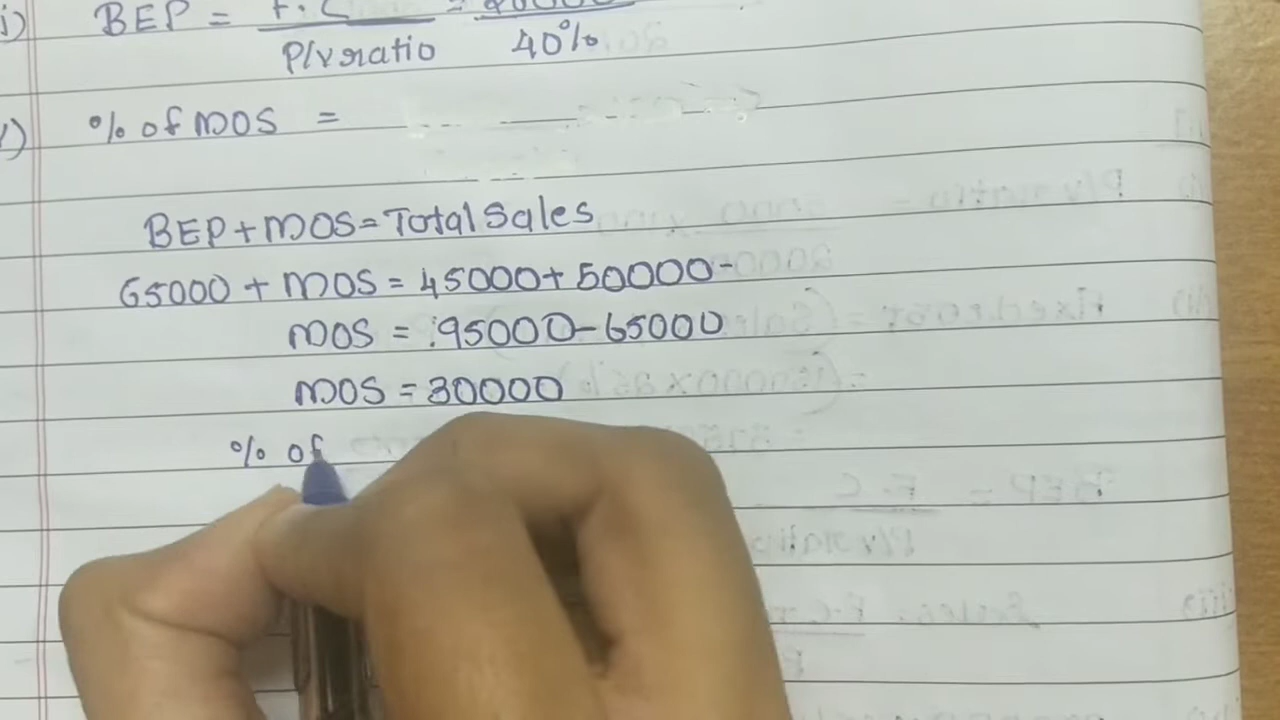 i) BEP = F.C =
P/v ratio 40%
) % of MOS =
BEP + MOS = Total Sales
65000 + MOS = 45000 + 50000
MOS = 95000 - 65000
MOS = 30000
% of